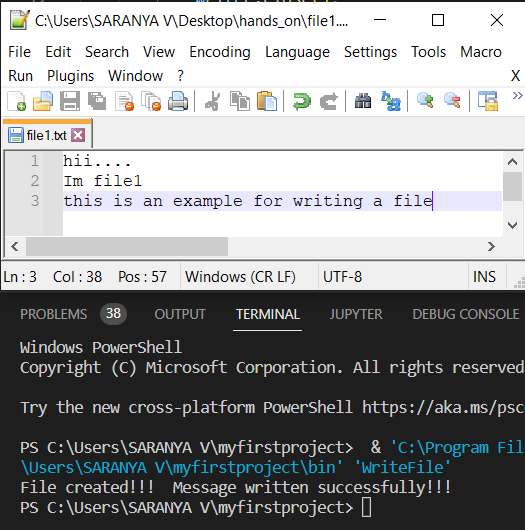 C:\Users\SARANYA V\Desktop\hands_on\file1....
File Edit Search View Encoding Language Settings Tools Macro
Run Plugins Window ? X
file1.txt
1 hii....
2 Im file1
3 this is an example for writing a file
Ln : 3 Col : 38 Pos : 57 Windows (CR LF) UTF-8 INS
PROBLEMS 38 OUTPUT TERMINAL JUPYTER DEBUG CONSOLE
Windows PowerShell
Copyright (C) Microsoft Corporation. All rights reserved
Try the new cross-platform PowerShell https://aka.ms/psc
PS C:\Users\SARANYA V\myfirstproject> & 'C:\Program Fil
\Users\SARANYA V\myfirstproject\bin' 'WriteFile'
File created!!! Message written successfully!!!
PS C:\Users\SARANYA V\myfirstproject>